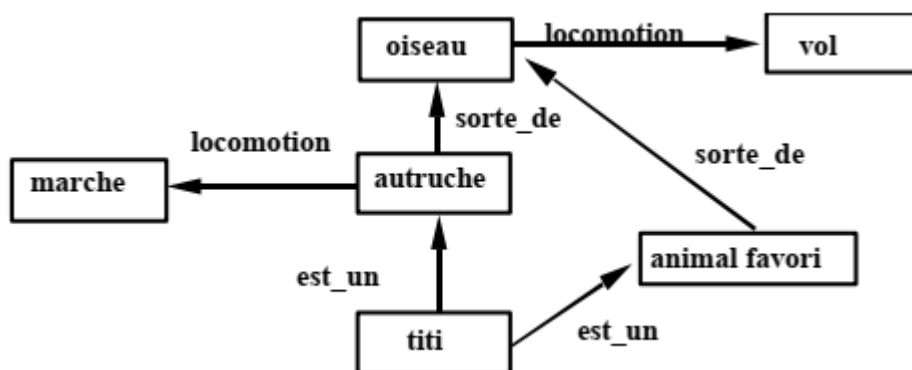 oiseau
locomotion
vol
sorte_de
locomotion
sorte_de
marche
autruche
animal favori
est_un
titi
est_un